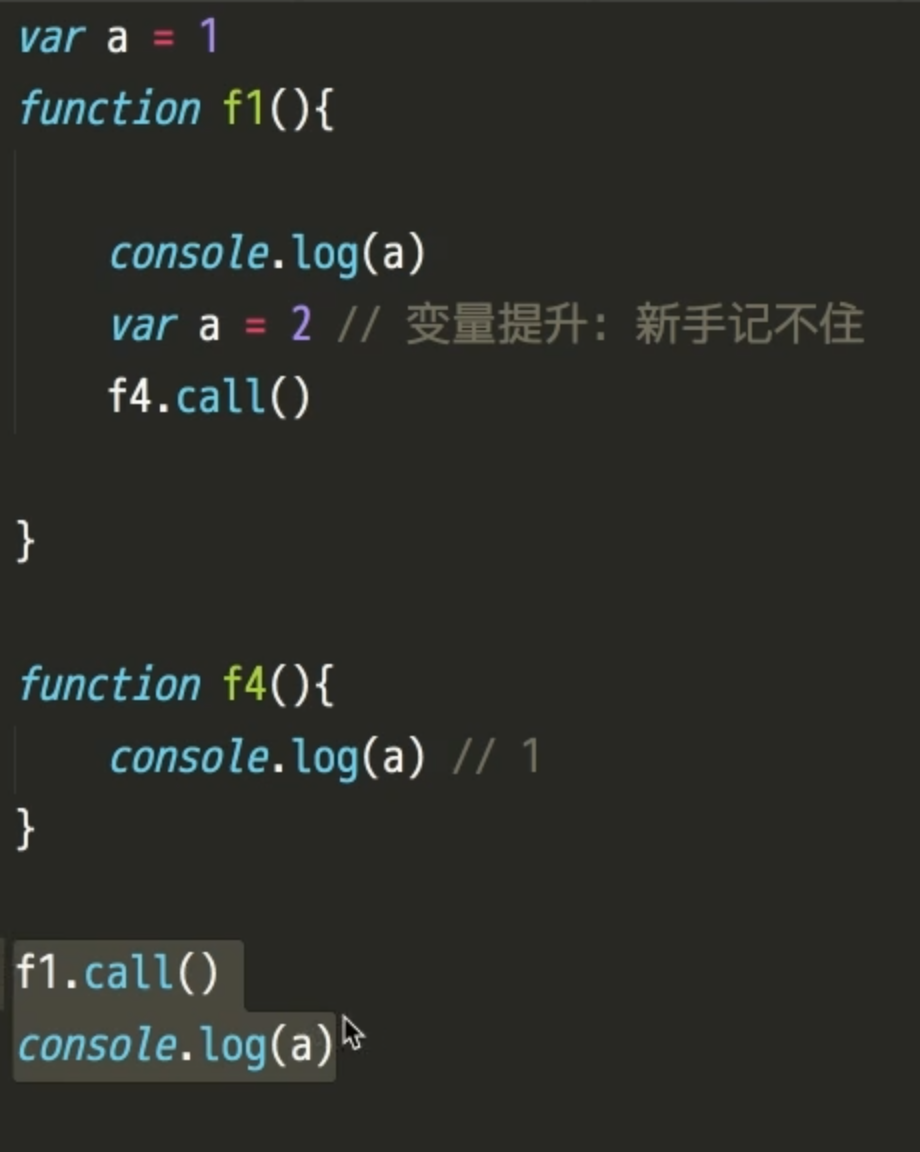 var a = 1
function f1(){
console.log(a)
var a = 2 // 变量提升: 新手记不住
f4.call()
}
function f4(){
console.log(a) // 1
}
f1.call()
console.log(a)